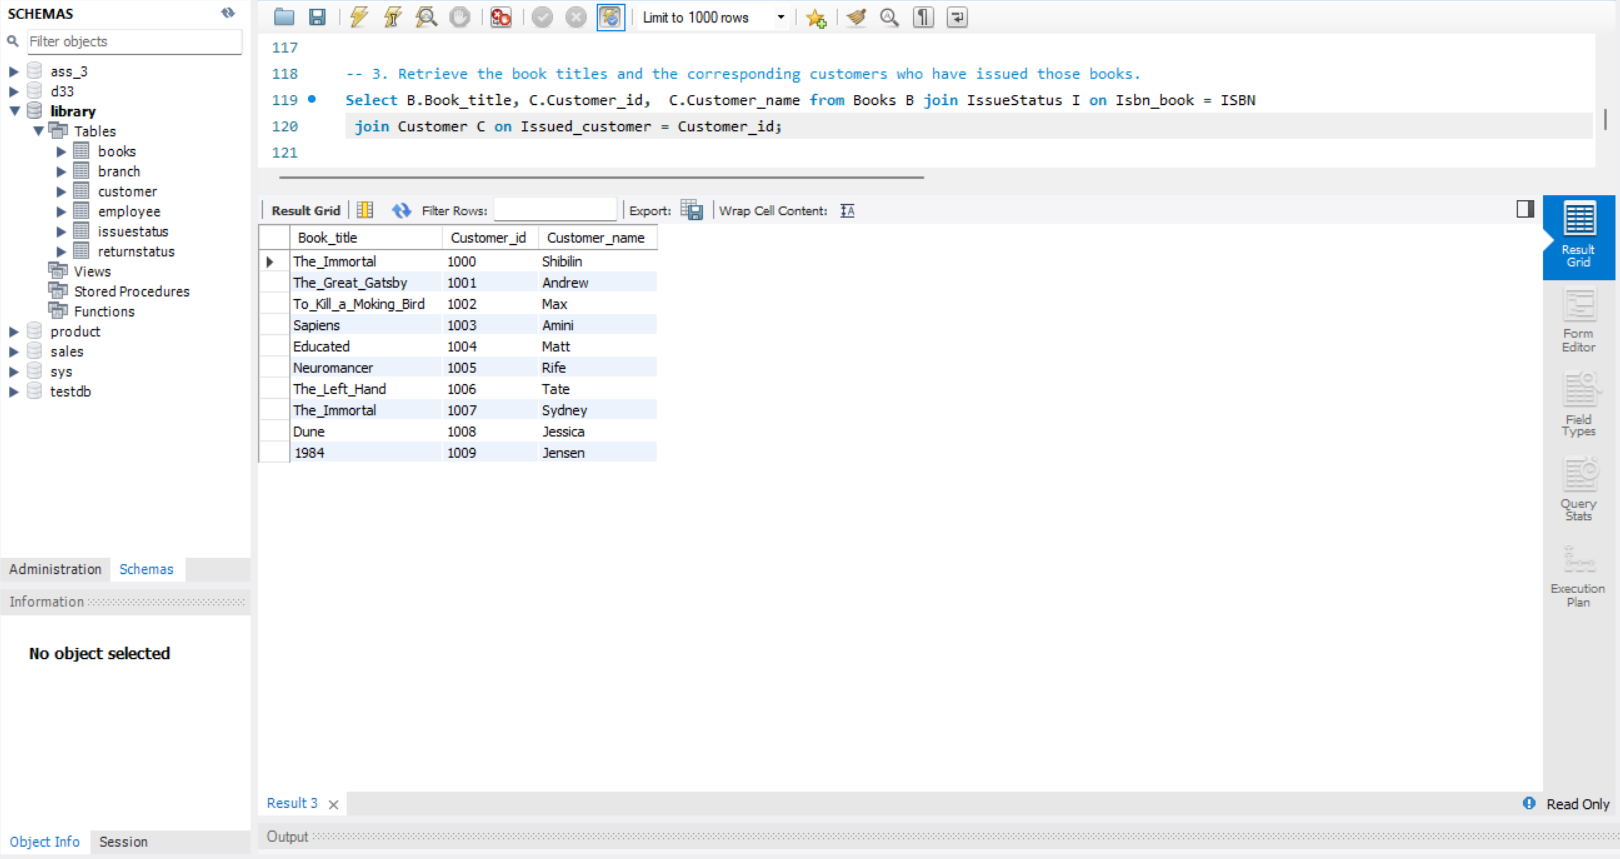 SCHEMAS
Filter objects
ass_3
d33
library
Tables
books
branch
customer
employee
issuestatus
returnstatus
Views
Stored Procedures
Functions
product
sales
sys
testdb
Administration Schemas
Information
No object selected
Object Info Session
Limit to 1000 rows
117
118 -- 3. Retrieve the book titles and the corresponding customers who have issued those books.
119 Select B.Book_title, C.Customer_id, C.Customer_name from Books B join IssueStatus I on Isbn_book = ISBN
120 join Customer C on Issued_customer = Customer_id;
121
Result Grid Filter Rows: Export: Wrap Cell Content:
Book_title Customer_id Customer_name
The_Immortal 1000 Shibilin
The_Great_Gatsby 1001 Andrew
To_Kill_a_Moking_Bird 1002 Max
Sapiens 1003 Amini
Educated 1004 Matt
Neuromancer 1005 Rife
The_Left_Hand 1006 Tate
The_Immortal 1007 Sydney
Dune 1008 Jessica
1984 1009 Jensen
Result
Grid
Form
Editor
Field
Types
Query
Stats
Execution
Plan
Result 3
Read Only
Output